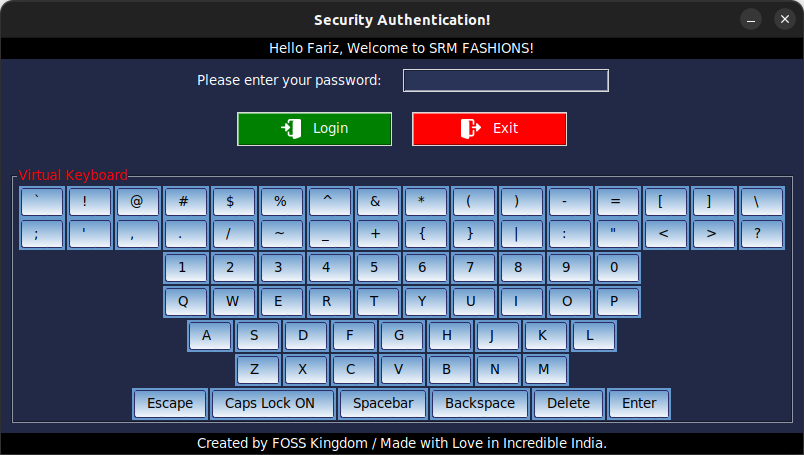 Security Authentication!
Hello Fariz, Welcome to SRM FASHIONS!
Please enter your password:
Login Exit
Virtual Keyboard
` ! @ # $ % ^ & * ( ) - = [ ] \
; ' , . / ~ _ + { } | : " < > ?
1 2 3 4 5 6 7 8 9 0
Q W E R T Y U I O P
A S D F G H J K L
Z X C V B N M
Escape Caps Lock ON Spacebar Backspace Delete Enter
Created by FOSS Kingdom / Made with Love in Incredible India.